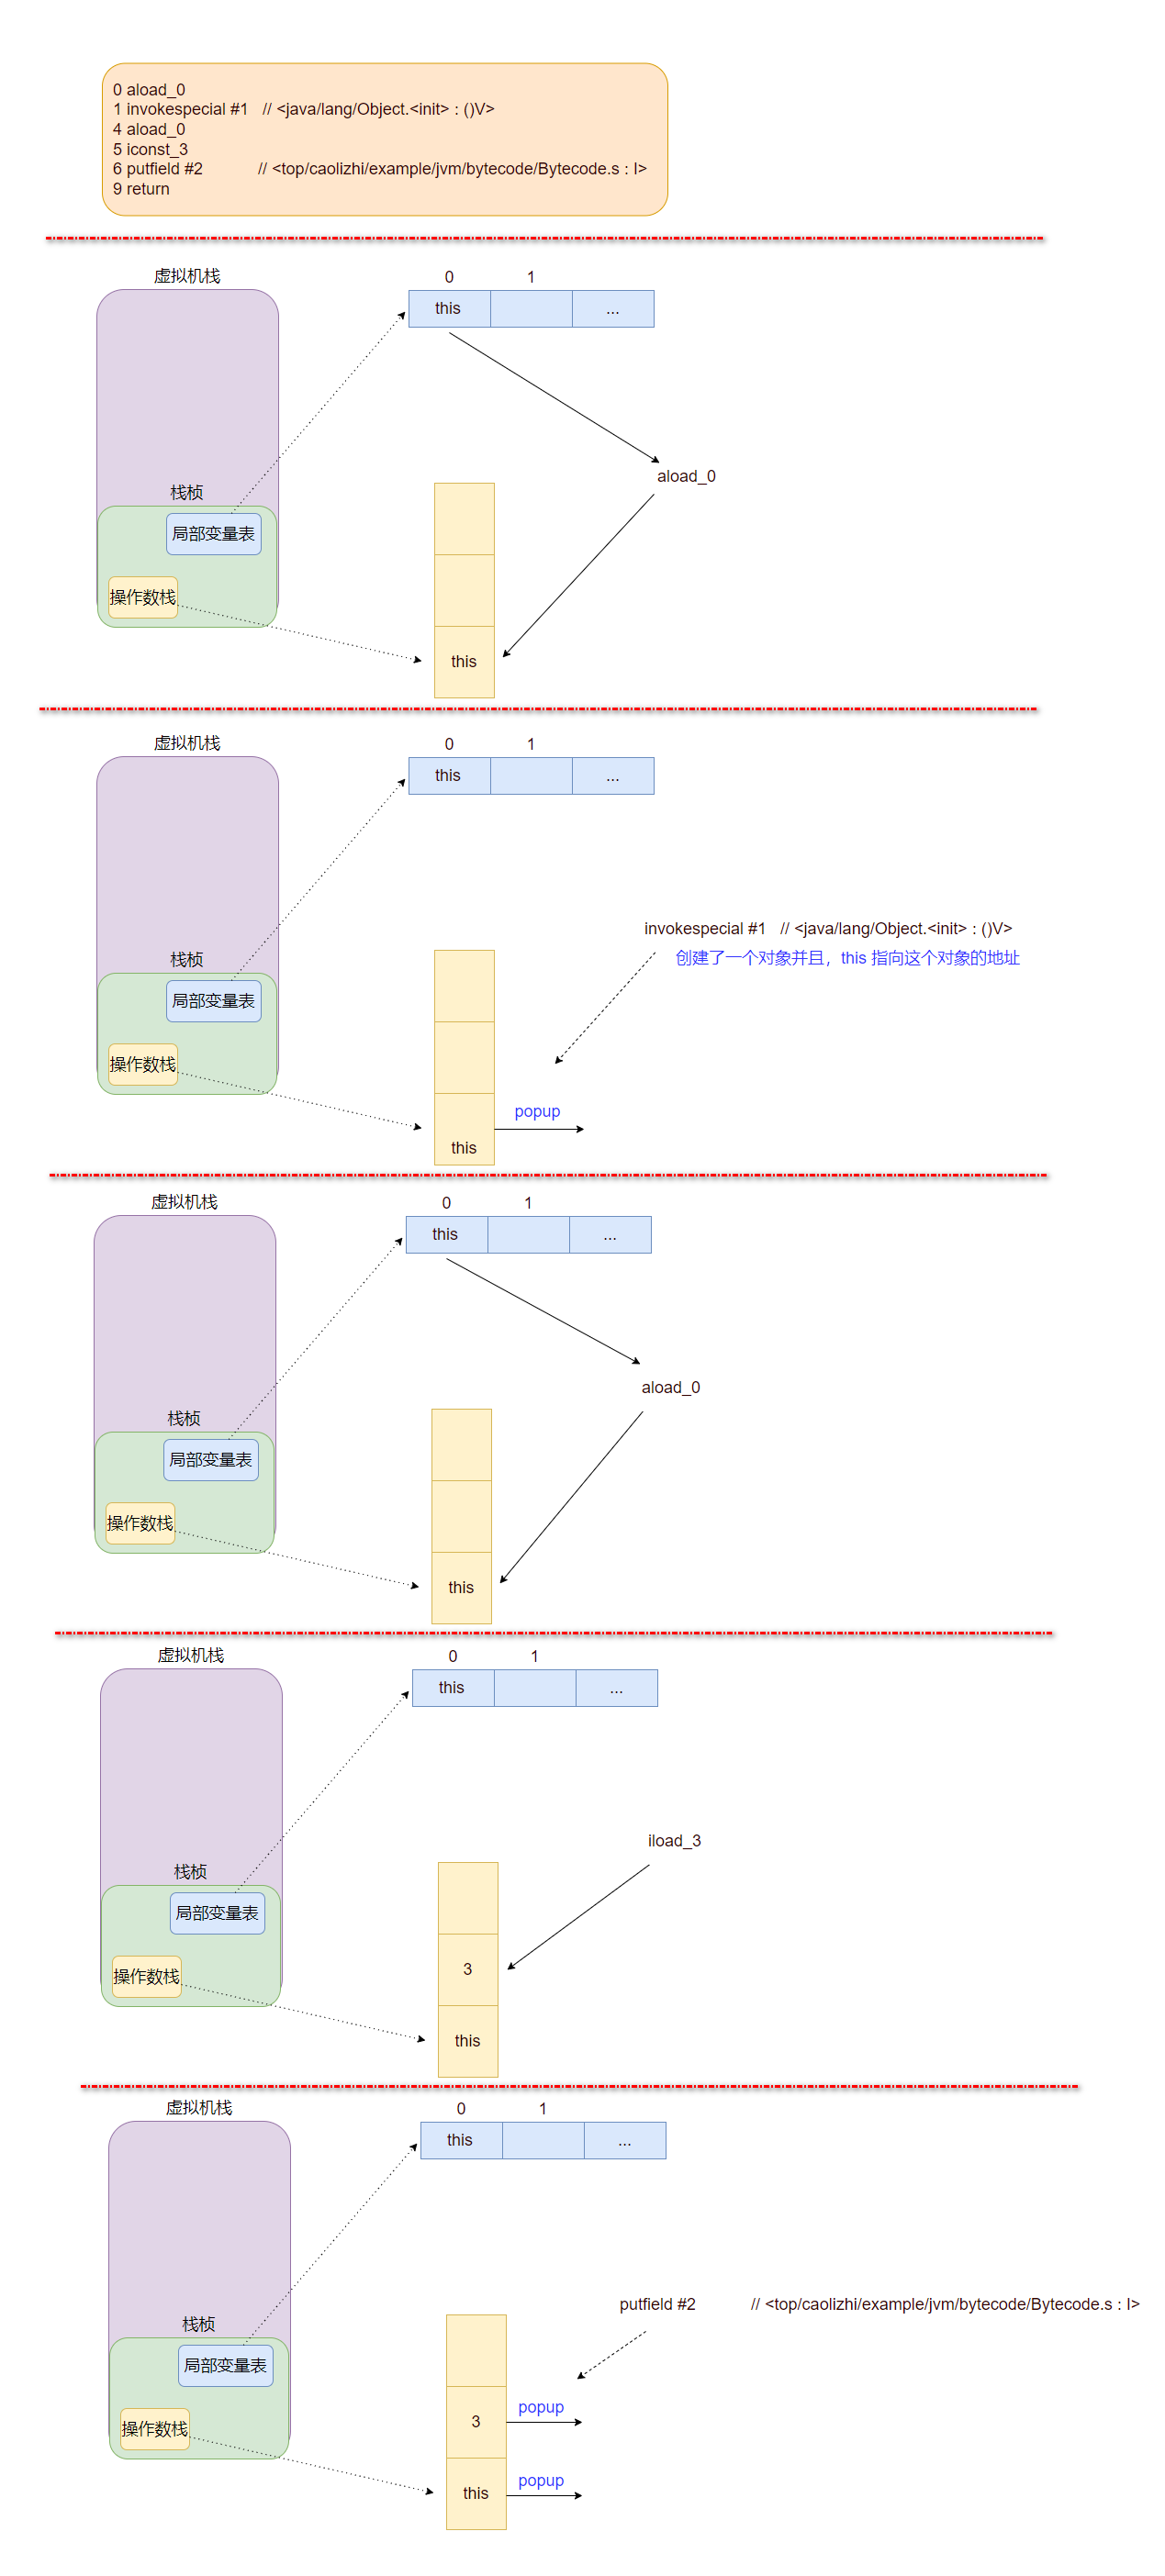 0 aload_0
1 invokespecial #1   // <java/lang/Object.<init> : ()V>
4 aload_0
5 iconst_3
6 putfield #2            // <top/caolizhi/example/jvm/bytecode/Bytecode.s : I>
9 return
虚拟机栈
0 1
this ...
aload_0
栈桢
局部变量表
操作数栈
this
虚拟机栈
0 1
this ...
invokespecial #1   // <java/lang/Object.<init> : ()V>
创建了一个对象并且，this 指向这个对象的地址
栈桢
局部变量表
操作数栈
popup
this
虚拟机栈
0 1
this ...
aload_0
栈桢
局部变量表
操作数栈
this
虚拟机栈
0 1
this ...
iload_3
栈桢
局部变量表
3
操作数栈
this
虚拟机栈
0 1
this ...
putfield #2            // <top/caolizhi/example/jvm/bytecode/Bytecode.s : I>
栈桢
局部变量表
popup
3
操作数栈
popup
this